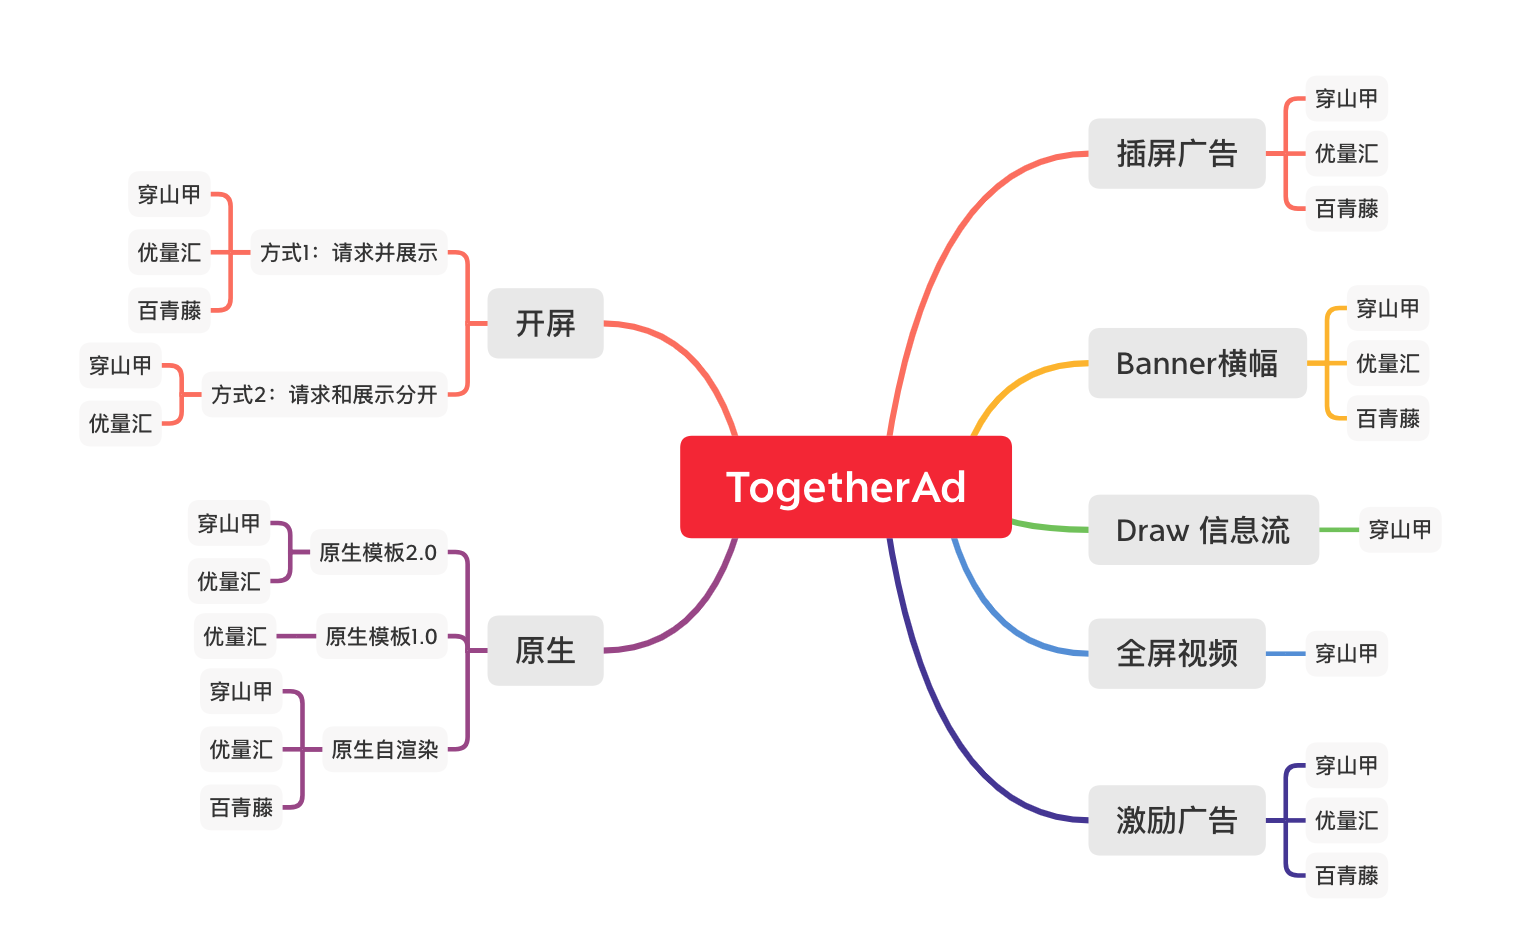 TogetherAd
开屏
方式1：请求并展示
穿山甲
优量汇
百青藤
方式2：请求和展示分开
穿山甲
优量汇
原生
原生模板2.0
穿山甲
优量汇
原生模板1.0
优量汇
原生自渲染
穿山甲
优量汇
百青藤
插屏广告
穿山甲
优量汇
百青藤
Banner横幅
穿山甲
优量汇
百青藤
Draw 信息流
穿山甲
全屏视频
穿山甲
激励广告
穿山甲
优量汇
百青藤